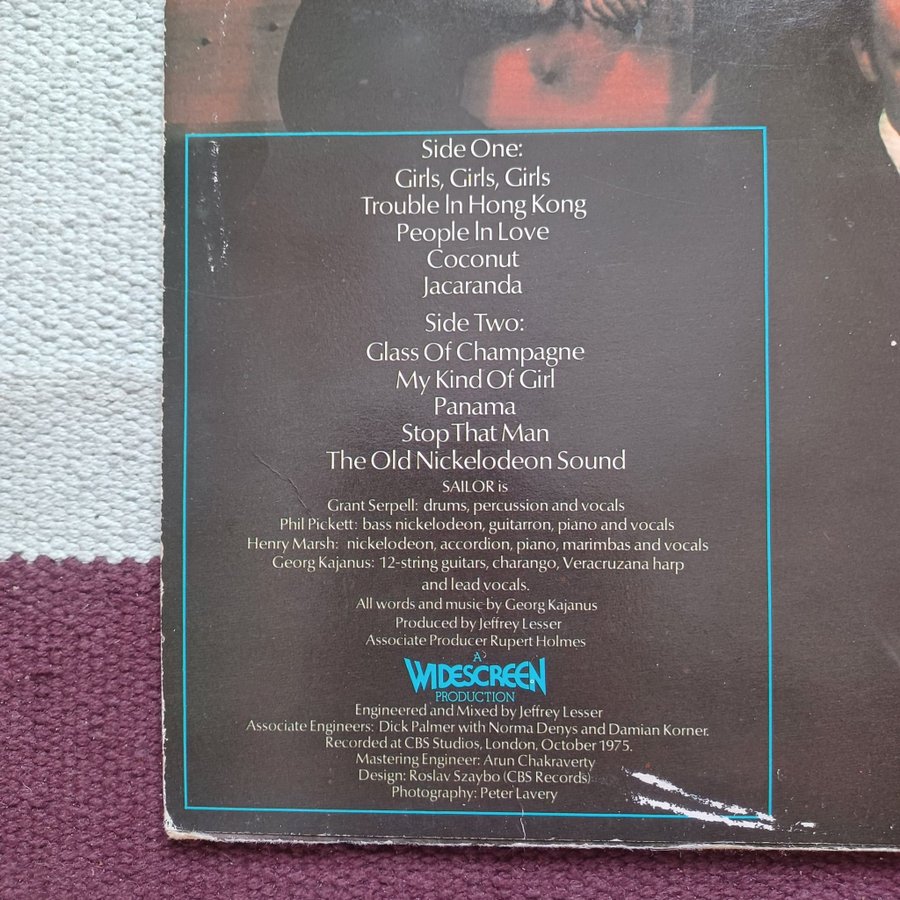 Side One:
Girls, Girls, Girls
Trouble In Hong Kong
People In Love
Coconut
Jacaranda
Side Two:
Glass Of Champagne
My Kind Of Girl
Panama
Stop That Man
The Old Nickelodeon Sound
SAILOR is
Grant Serpell: drums, percussion and vocals
Phil Pickett: bass nickelodeon, guitarron, piano and vocals
Henry Marsh: nickelodeon, accordion, piano, marimbas and vocals
Georg Kajanus: 12-string guitars, charango, Veracruzana harp
and lead vocals.
All words and music by Georg Kajanus
Produced by Jeffrey Lesser
Associate Producer Rupert Holmes
A
WIDESCREEN
PRODUCTION
Engineered and Mixed by Jeffrey Lesser
Associate Engineers: Dick Palmer with Norma Denys and Damian Korner.
Recorded at CBS Studios, London, October 1975.
Mastering Engineer: Arun Chakraverty
Design: Roslav Szaybo (CBS Records)
Photography: Peter Lavery